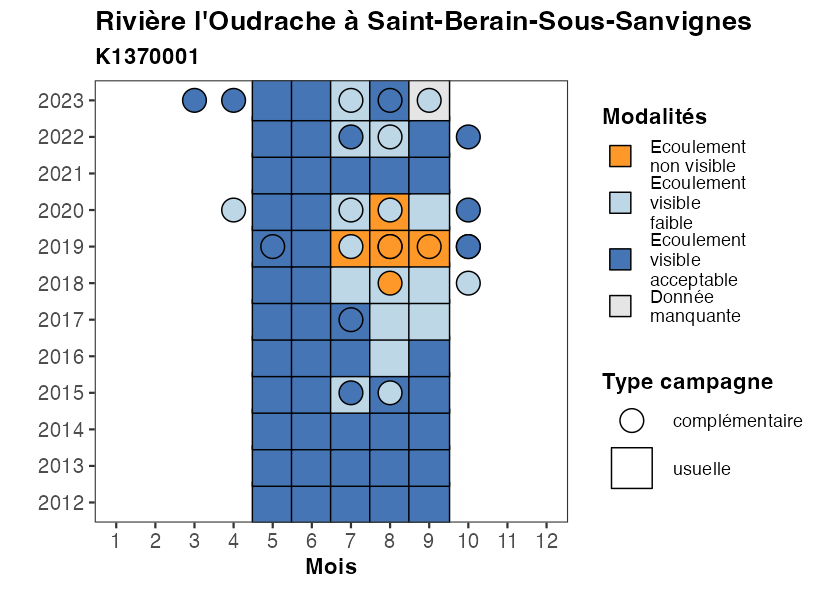 Rivière l'Oudrache à Saint-Berain-Sous-Sanvignes
K1370001
2023
2022
2021
2020
2019
2018
2017
2016
2015
2014
2013
2012
1 2 3 4 5 6 7 8 9 10 11 12
Mois
Modalités
Ecoulement
non visible
Ecoulement
visible
faible
Ecoulement
visible
acceptable
Donnée
manquante
Type campagne
complémentaire
usuelle